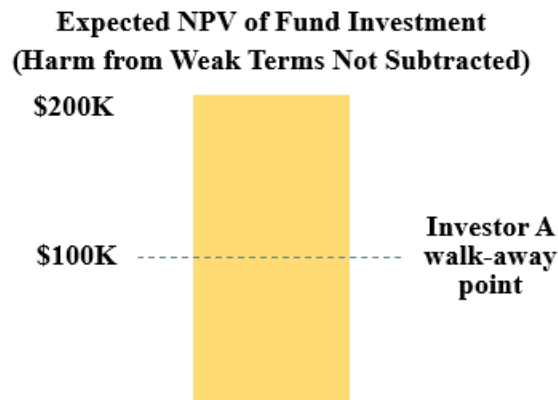 Expected NPV of Fund Investment
(Harm from Weak Terms Not Subtracted)
$200K
$100K
Investor A
walk-away
point